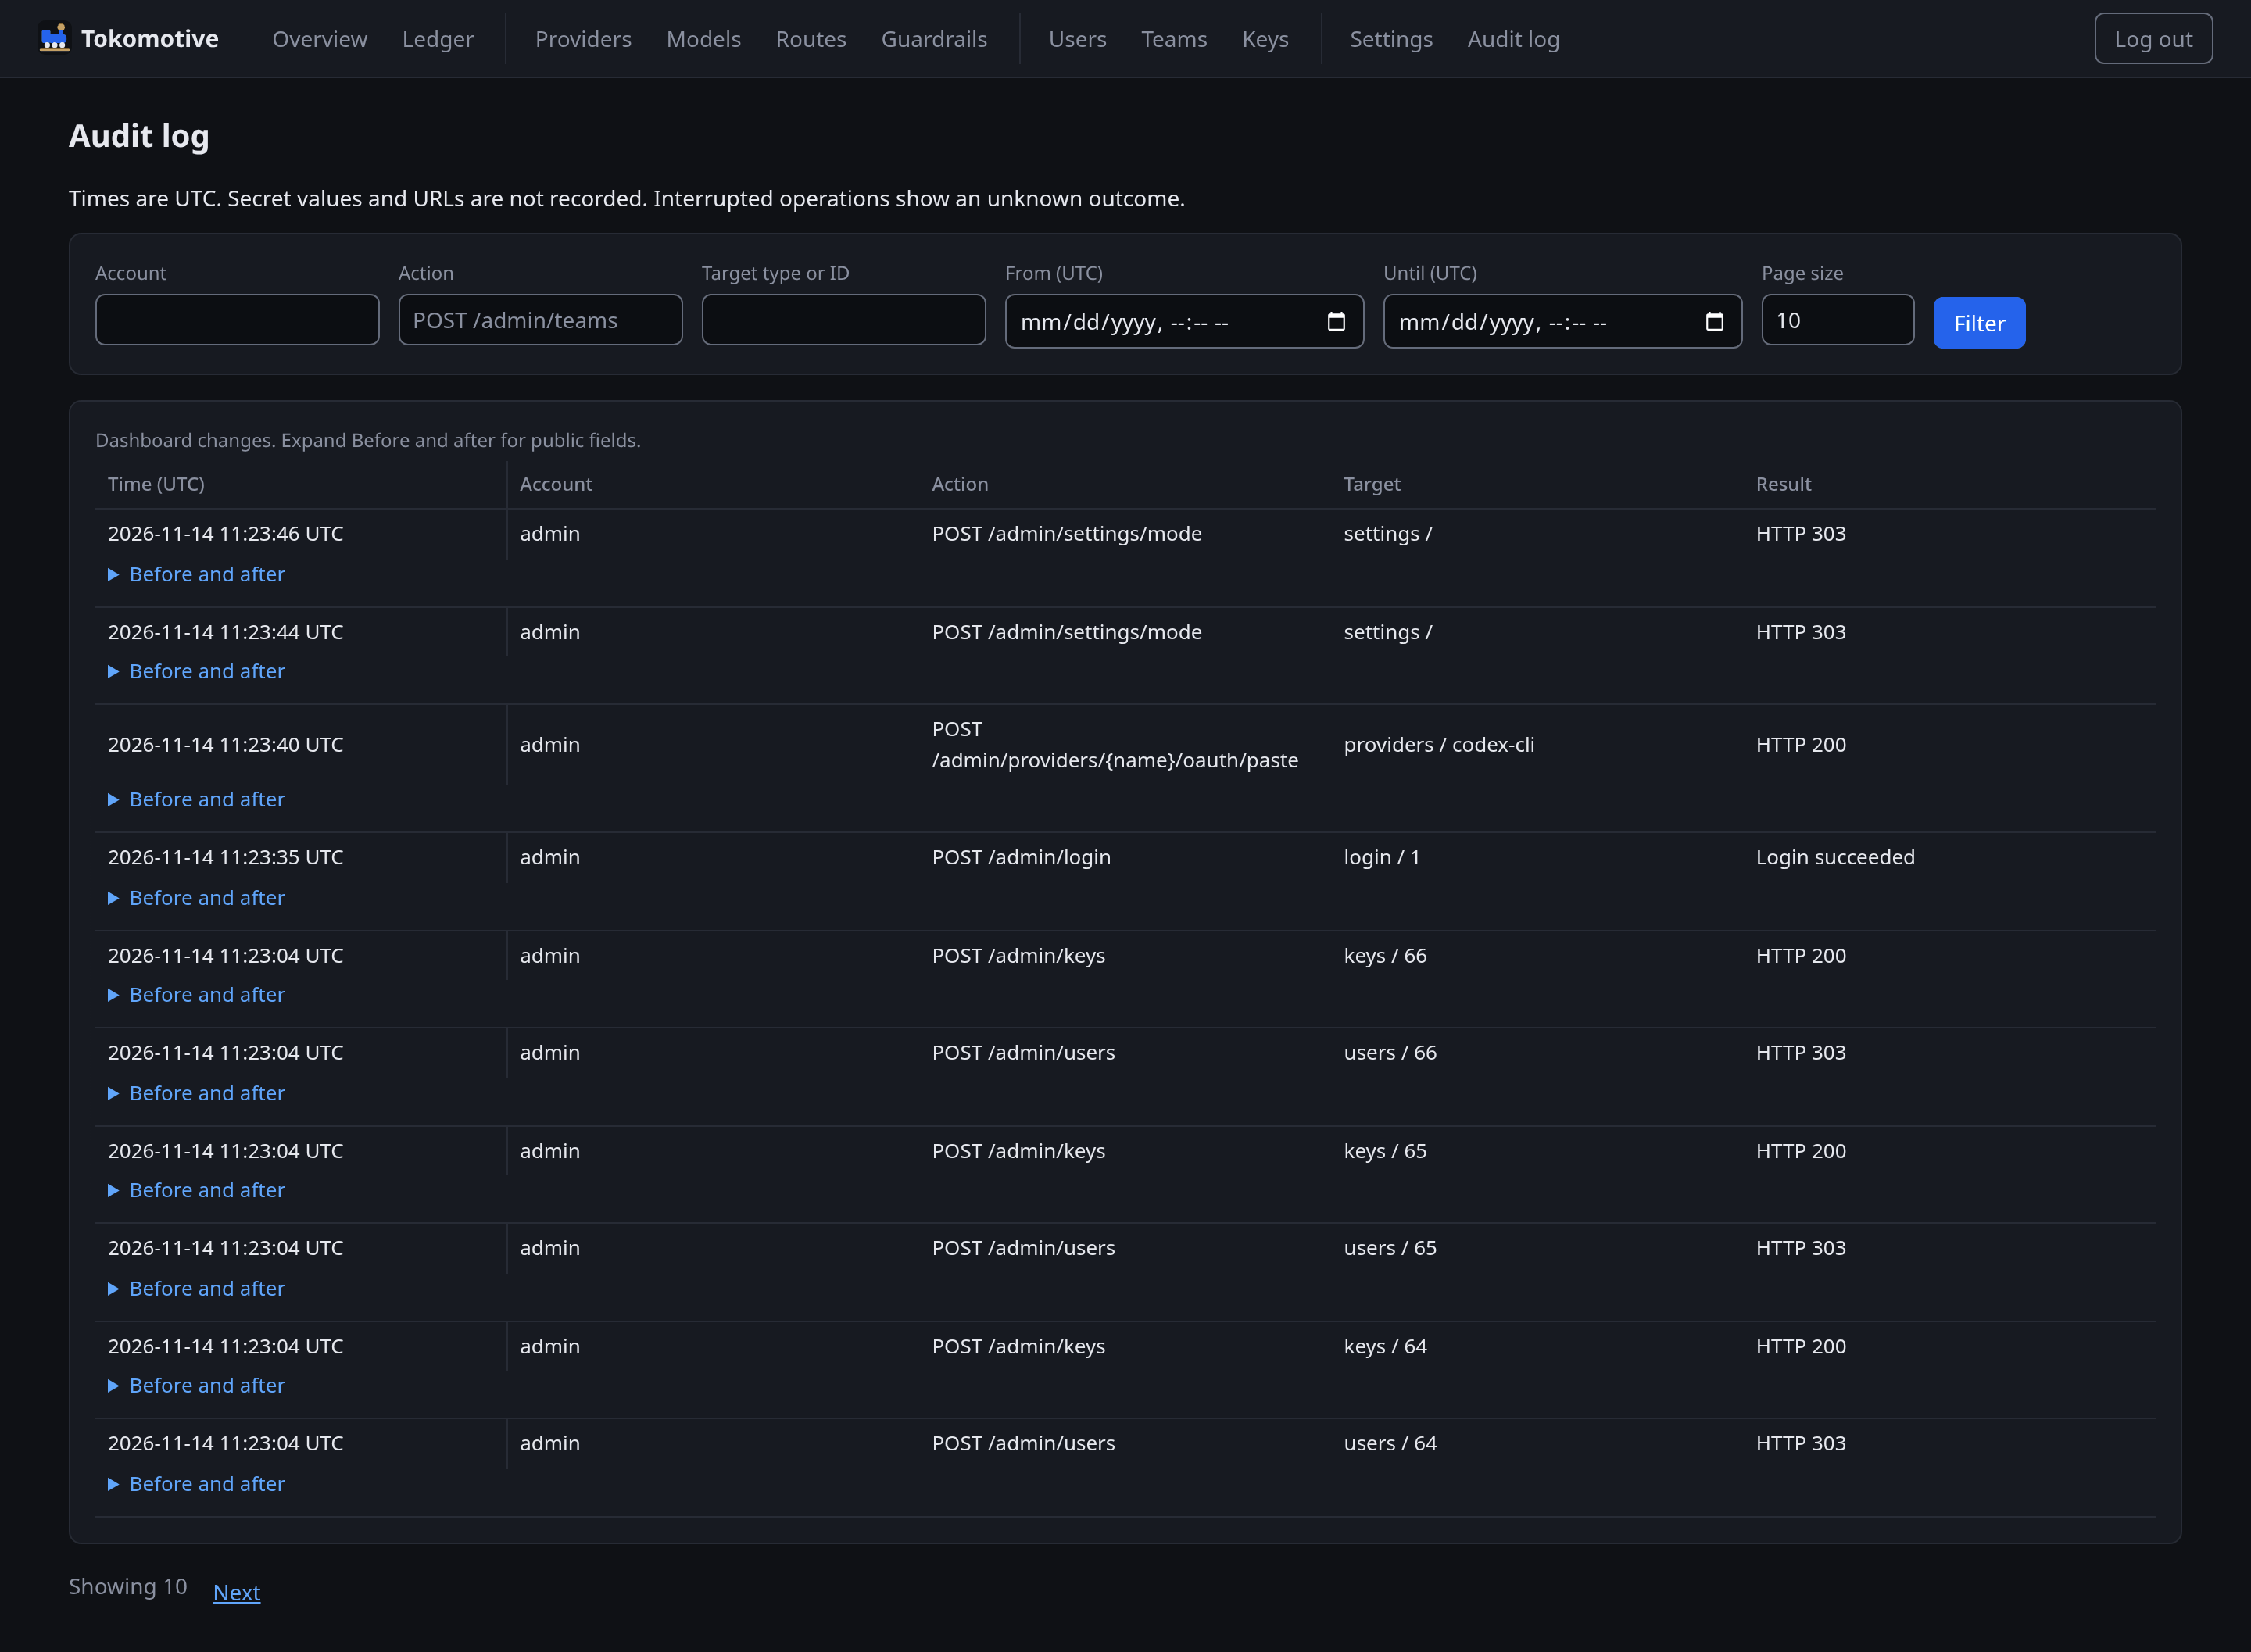 Tokomotive Overview Ledger Providers Models Routes Guardrails Users Teams Keys Settings Audit log Log out
Audit log
Times are UTC. Secret values and URLs are not recorded. Interrupted operations show an unknown outcome.
Account Action Target type or ID From (UTC) Until (UTC) Page size
POST /admin/teams mm/dd/yyyy, --:-- -- mm/dd/yyyy, --:-- -- 10 Filter
Dashboard changes. Expand Before and after for public fields.
Time (UTC) Account Action Target Result
2026-11-14 11:23:46 UTC admin POST /admin/settings/mode settings / HTTP 303
Before and after
2026-11-14 11:23:44 UTC admin POST /admin/settings/mode settings / HTTP 303
Before and after
2026-11-14 11:23:40 UTC admin POST /admin/providers/{name}/oauth/paste providers / codex-cli HTTP 200
Before and after
2026-11-14 11:23:35 UTC admin POST /admin/login login / 1 Login succeeded
Before and after
2026-11-14 11:23:04 UTC admin POST /admin/keys keys / 66 HTTP 200
Before and after
2026-11-14 11:23:04 UTC admin POST /admin/users users / 66 HTTP 303
Before and after
2026-11-14 11:23:04 UTC admin POST /admin/keys keys / 65 HTTP 200
Before and after
2026-11-14 11:23:04 UTC admin POST /admin/users users / 65 HTTP 303
Before and after
2026-11-14 11:23:04 UTC admin POST /admin/keys keys / 64 HTTP 200
Before and after
2026-11-14 11:23:04 UTC admin POST /admin/users users / 64 HTTP 303
Before and after
Showing 10 Next